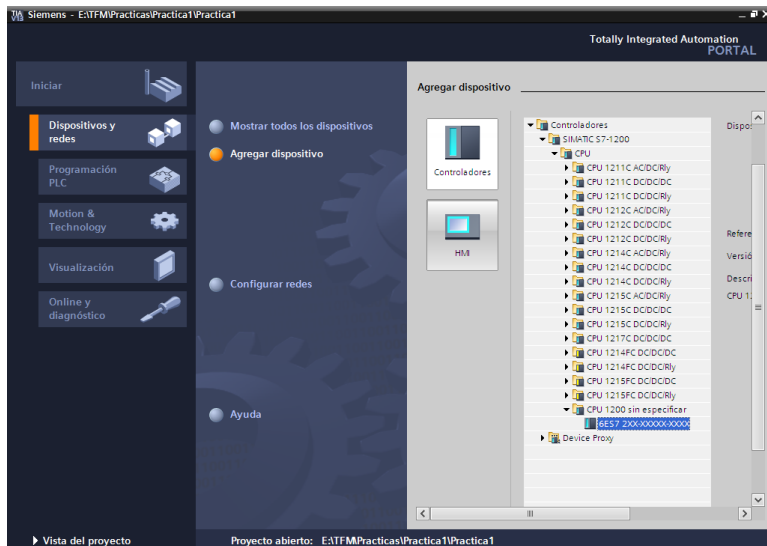 Siemens - E:\TFM\Practicas\Practica1\Practica1
Totally Integrated Automation
PORTAL
Iniciar
Dispositivos y
redes
Programación
PLC
Motion &
Technology
Visualización
Online y
diagnóstico
Mostrar todos los dispositivos
Agregar dispositivo
Configurar redes
Ayuda
Agregar dispositivo
Controladores
HMI
Controladores
SIMATIC S7-1200
CPU
CPU 1211C AC/DC/Rly
CPU 1211C DC/DC/DC
CPU 1211C DC/DC/Rly
CPU 1212C AC/DC/Rly
CPU 1212C DC/DC/DC
CPU 1212C DC/DC/Rly
CPU 1214C AC/DC/Rly
CPU 1214C DC/DC/DC
CPU 1214C DC/DC/Rly
CPU 1215C AC/DC/Rly
CPU 1215C DC/DC/DC
CPU 1215C DC/DC/Rly
CPU 1217C DC/DC/DC
CPU 1214FC DC/DC/DC
CPU 1214FC DC/DC/Rly
CPU 1215FC DC/DC/DC
CPU 1215FC DC/DC/Rly
CPU 1200 sin especificar
6ES7 2XX-XXXXX-XXXX
Device Proxy
Dispo
Refere
Versió
Descri
CPU 1
Vista del proyecto
Proyecto abierto: E:\TFM\Practicas\Practica1\Practica1